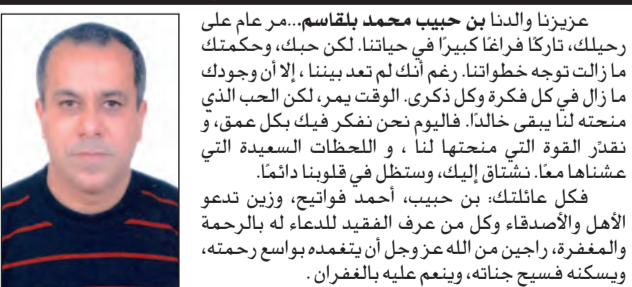 عزيزنا والدنا بن حبيب محمد بلقاسم...مر عام على
رحيلك، تاركًا فراغًا كبيرًا في حياتنا. لكن حبك، وحكمتك
ما زالت توجه خطواتنا. رغم أنك لم تعد بيننا ، إلا أن وجودك
ما زال في كل فكرة وكل ذكرى. الوقت يمر، لكن الحب الذي
منحته لنا يبقى خالدًا. فاليوم نحن نفكر فيك بكل عمق، و
نقدّر القوة التي منحتها لنا ، و اللحظات السعيدة التي
عشناها معًا. نشتاق إليك، وستظل في قلوبنا دائمًا.
فكل عائلتك: بن حبيب، أحمد فواتيح، وزين تدعو
الأهل والأصدقاء وكل من عرف الفقيد للدعاء له بالرحمة
والمغفرة، راجين من الله عز وجل أن يتغمده بواسع رحمته،
ويسكنه فسيح جناته، وينعم عليه بالغفران .